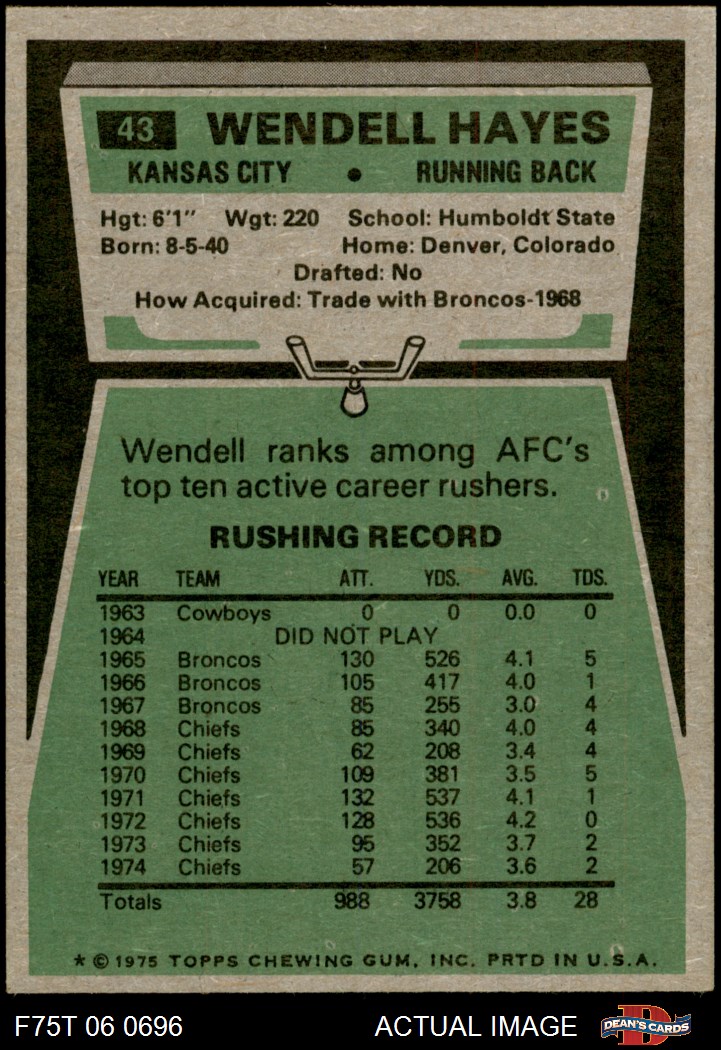 43 WENDELL HAYES
KANSAS CITY • RUNNING BACK
Hgt: 6'1" Wgt: 220 School: Humboldt State
Born: 8-5-40 Home: Denver, Colorado
Drafted: No
How Acquired: Trade with Broncos-1968
Wendell ranks among AFC's
top ten active career rushers.
RUSHING RECORD
YEAR TEAM ATT. YDS. AVG. TDS.
1963 Cowboys 0 0 0.0 0
1964 DID NOT PLAY
1965 Broncos 130 526 4.1 5
1966 Broncos 105 417 4.0 1
1967 Broncos 85 255 3.0 4
1968 Chiefs 85 340 4.0 4
1969 Chiefs 62 208 3.4 4
1970 Chiefs 109 381 3.5 5
1971 Chiefs 132 537 4.1 1
1972 Chiefs 128 536 4.2 0
1973 Chiefs 95 352 3.7 2
1974 Chiefs 57 206 3.6 2
Totals 988 3758 3.8 28
* © 1975 TOPPS CHEWING GUM, INC. PRTD IN U.S.A.
F75T 06 0696 ACTUAL IMAGE D DEAN'S CARDS